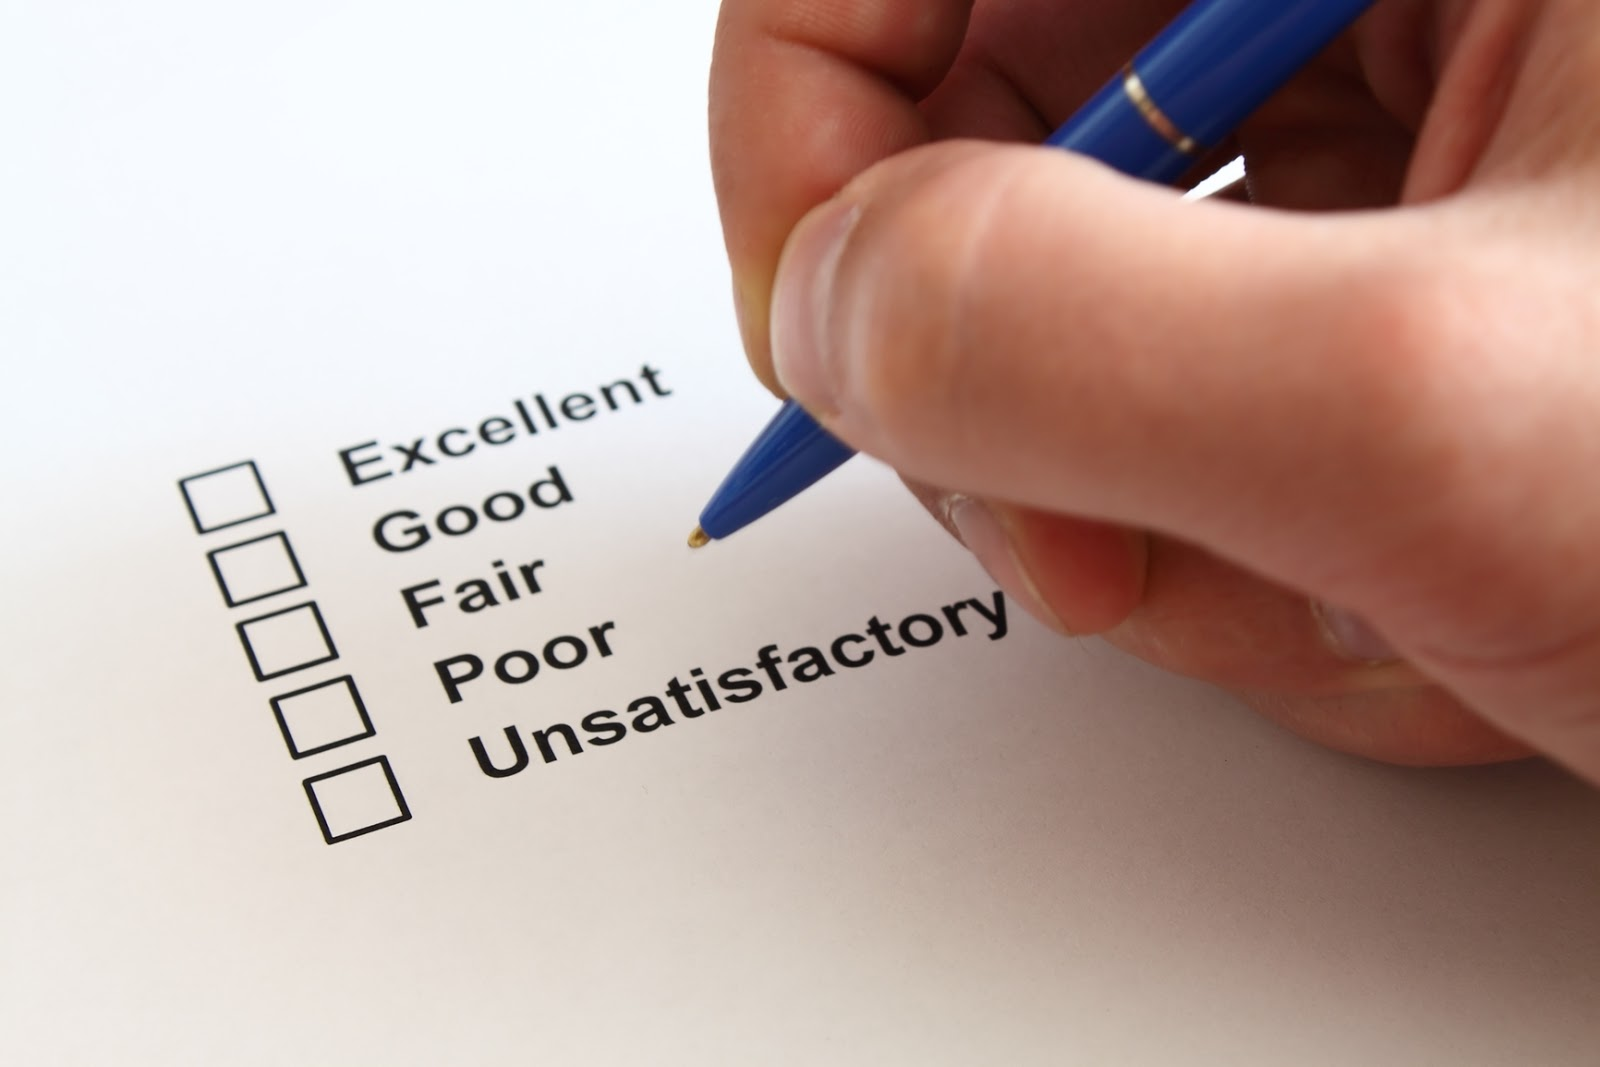 Excellent
Good
Fair
Poor
Unsatisfactory